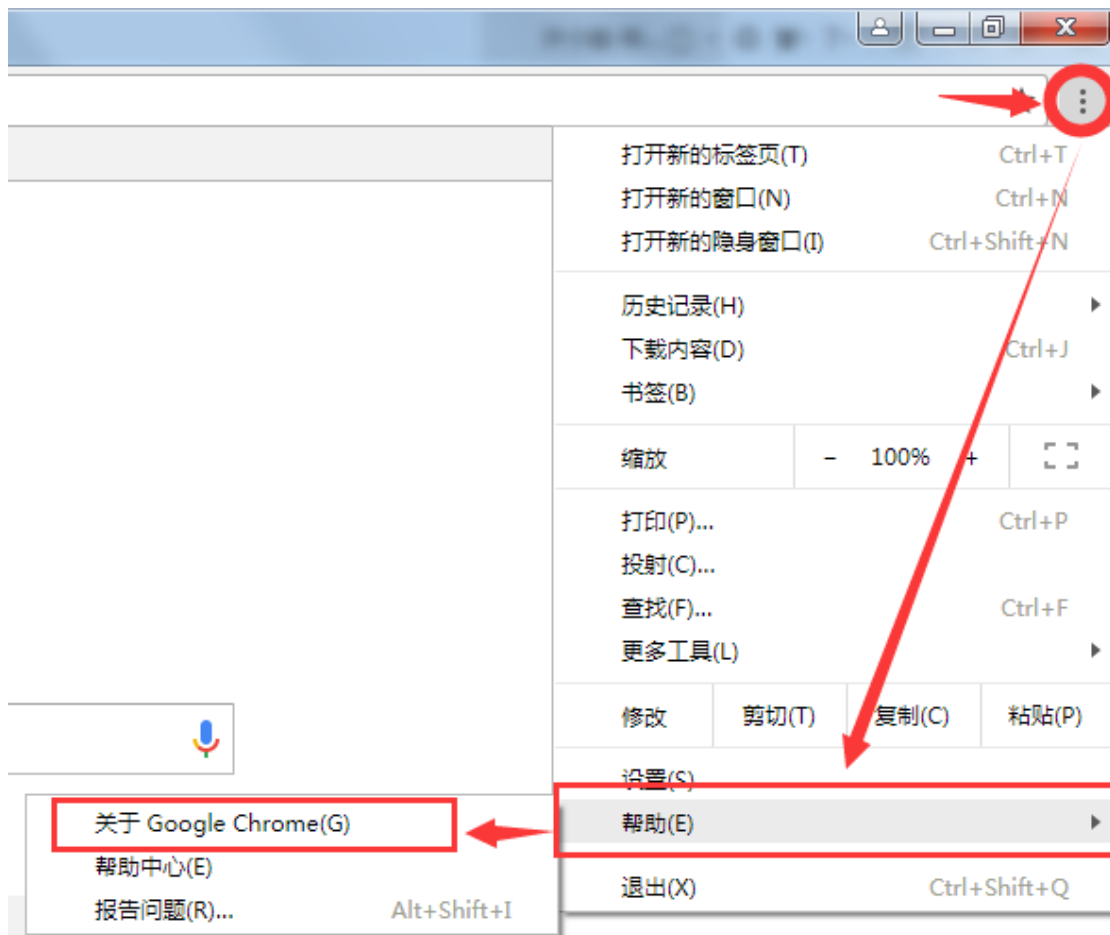 打开新的标签页(T) Ctrl+T
打开新的窗口(N) Ctrl+N
打开新的隐身窗口(I) Ctrl+Shift+N
历史记录(H)
下载内容(D) Ctrl+J
书签(B)
缩放 − 100% +
打印(P)... Ctrl+P
投射(C)...
查找(F)... Ctrl+F
更多工具(L)
修改 剪切(T) 复制(C) 粘贴(P)
设置(S)
帮助(E)
退出(X) Ctrl+Shift+Q
关于 Google Chrome(G)
帮助中心(E)
报告问题(R)... Alt+Shift+I